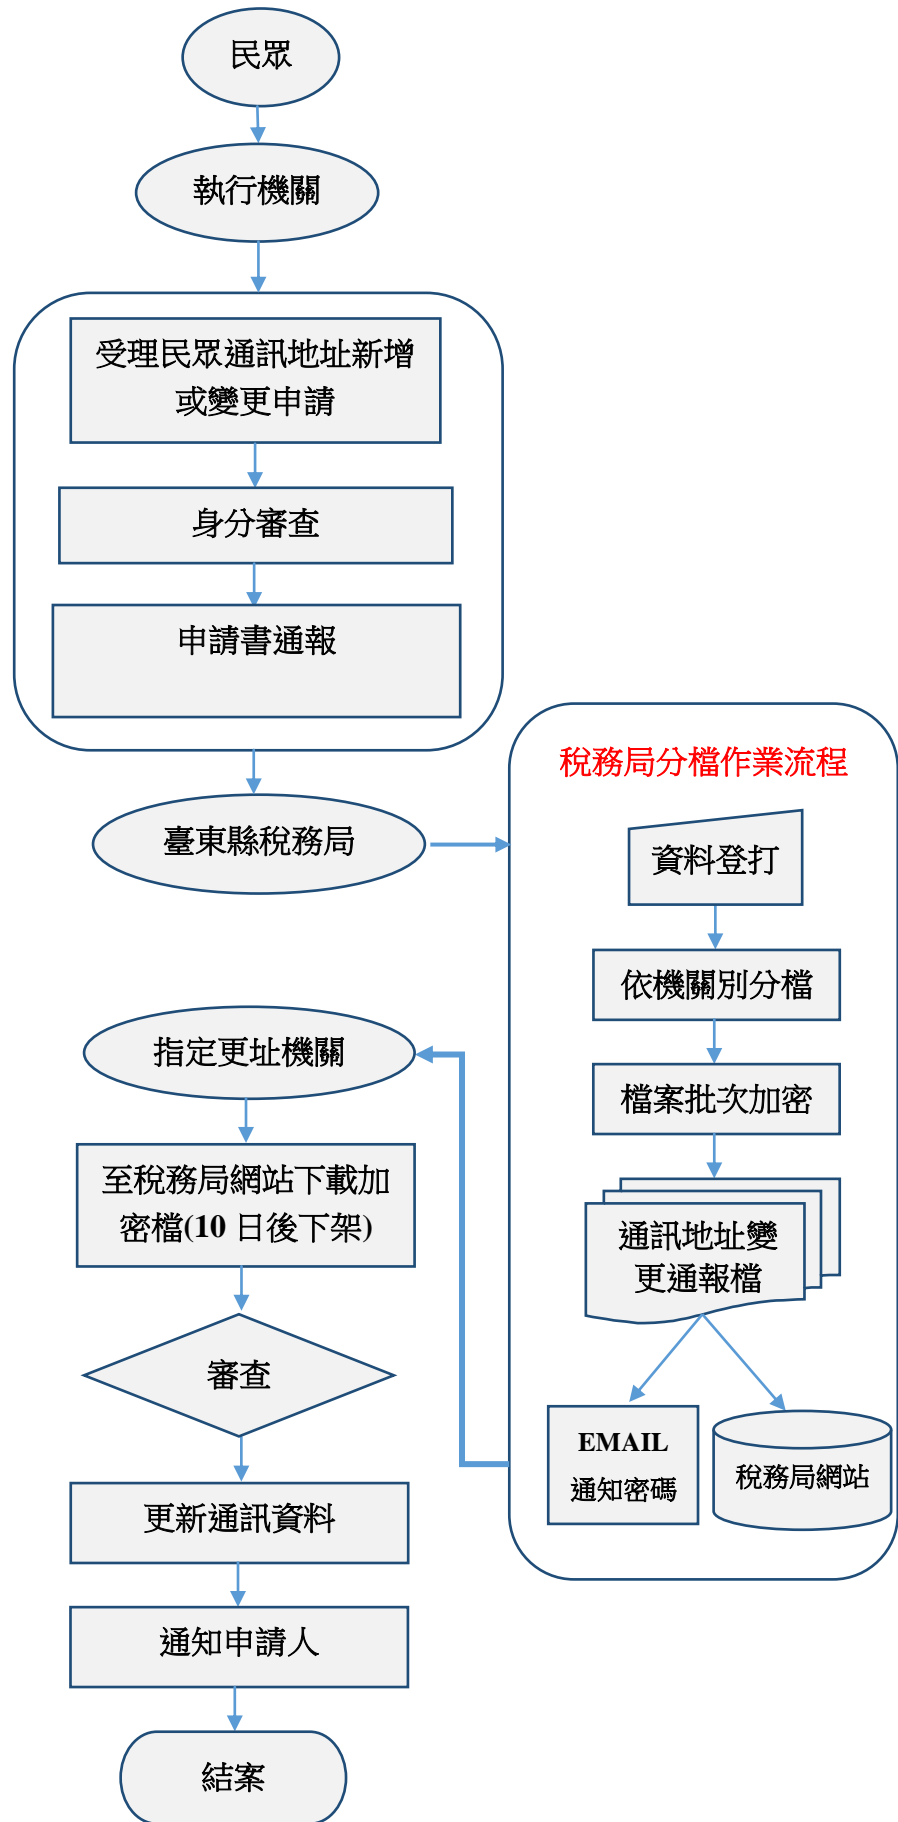 民眾
執行機關
受理民眾通訊地址新增
或變更申請
身分審查
申請書通報
臺東縣稅務局
稅務局分檔作業流程
資料登打
依機關別分檔
檔案批次加密
通訊地址變
更通報檔
EMAIL
通知密碼
稅務局網站
指定更址機關
至稅務局網站下載加
密檔(10 日後下架)
審查
更新通訊資料
通知申請人
結案